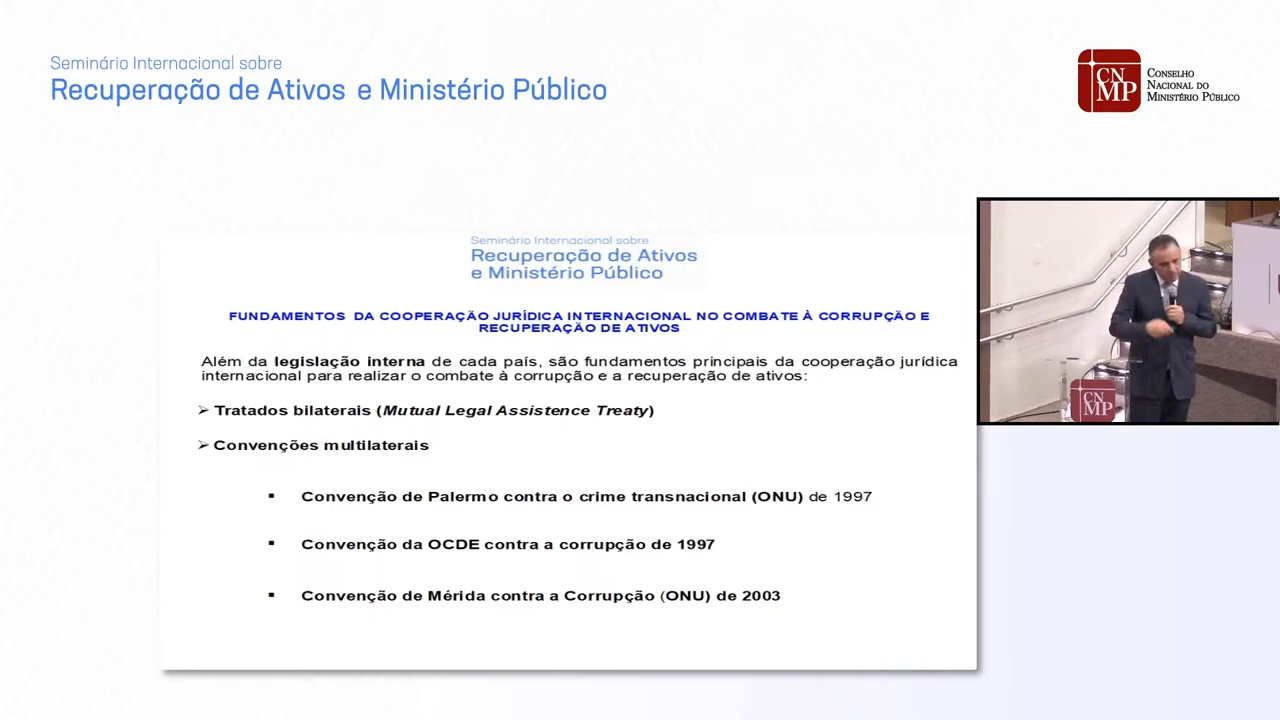 Seminário Internacional sobre
Recuperação de Ativos e Ministério Público
CN
MP
CONSELHO
NACIONAL DO
MINISTÉRIO PÚBLICO
Seminário Internacional sobre
Recuperação de Ativos
e Ministério Público
FUNDAMENTOS DA COOPERAÇÃO JURÍDICA INTERNACIONAL NO COMBATE À CORRUPÇÃO E
RECUPERAÇÃO DE ATIVOS
Além da legislação interna de cada país, são fundamentos principais da cooperação jurídica
internacional para realizar o combate à corrupção e a recuperação de ativos:
➢ Tratados bilaterais (Mutual Legal Assistence Treaty)
➢ Convenções multilaterais
▪ Convenção de Palermo contra o crime transnacional (ONU) de 1997
▪ Convenção da OCDE contra a corrupção de 1997
▪ Convenção de Mérida contra a Corrupção (ONU) de 2003
CN
MP